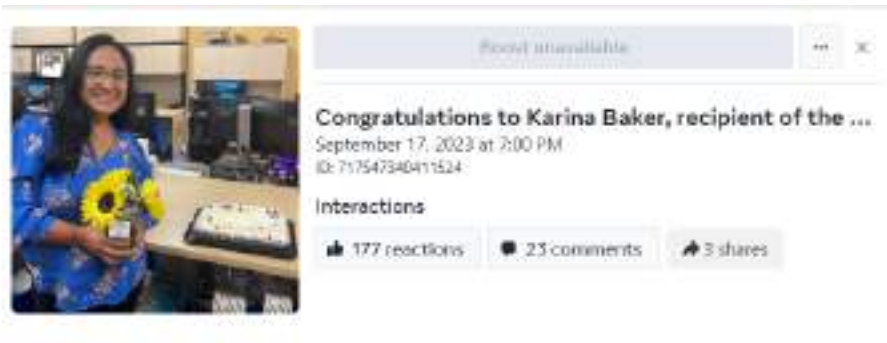 Boost unavailable
Congratulations to Karina Baker, recipient of the ...
September 17, 2023 at 7:00 PM
ID: 717547340411524
Interactions
177 reactions
23 comments
3 shares